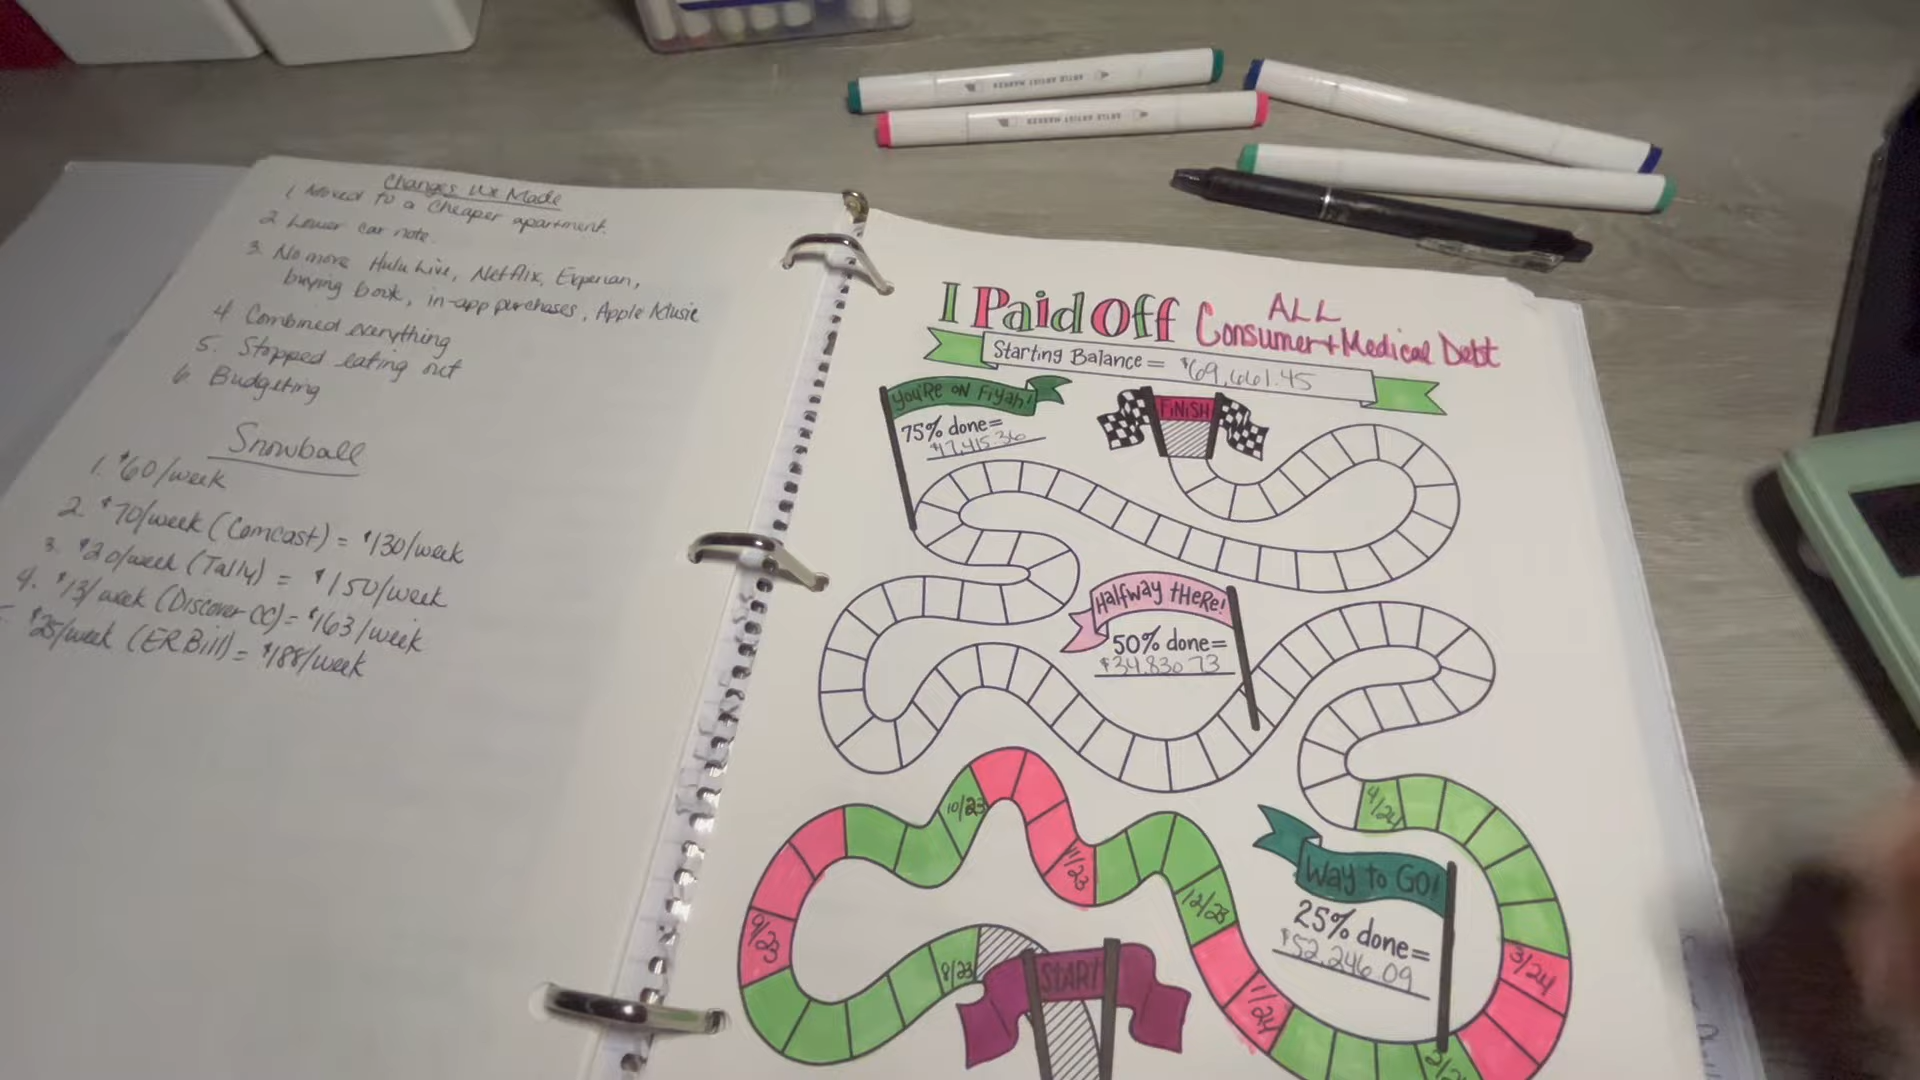 Changes We Made
1 Moved to a cheaper apartment.
2 Lower car note.
3. No more Hulu Live, Netflix, Experian,
buying book, in-app purchases, Apple Music
4 Combined everything
5. Stopped eating out
6 Budgeting
Snowball
1. $60/week
2. $70/week (Comcast) = $130/week
3. $20/week (Tally) = $150/week
4. $13/week (Discover CC) = $163/week
$25/week (ER Bill) = $188/week
ARTLE ARTIST MARKER
ARTLE ARTIST MARKER
I Paid Off ALL
Consumer+Medical Debt
Starting Balance = $69,661.45
You're on Fiyah!
75% done=
$17,415.36
FINISH
Halfway there!
50% done=
$34,830.73
Way to Go!
25% done=
$52,246.09
4/24
3/24
1/24
12/23
11/23
10/23
9/23
8/23
START